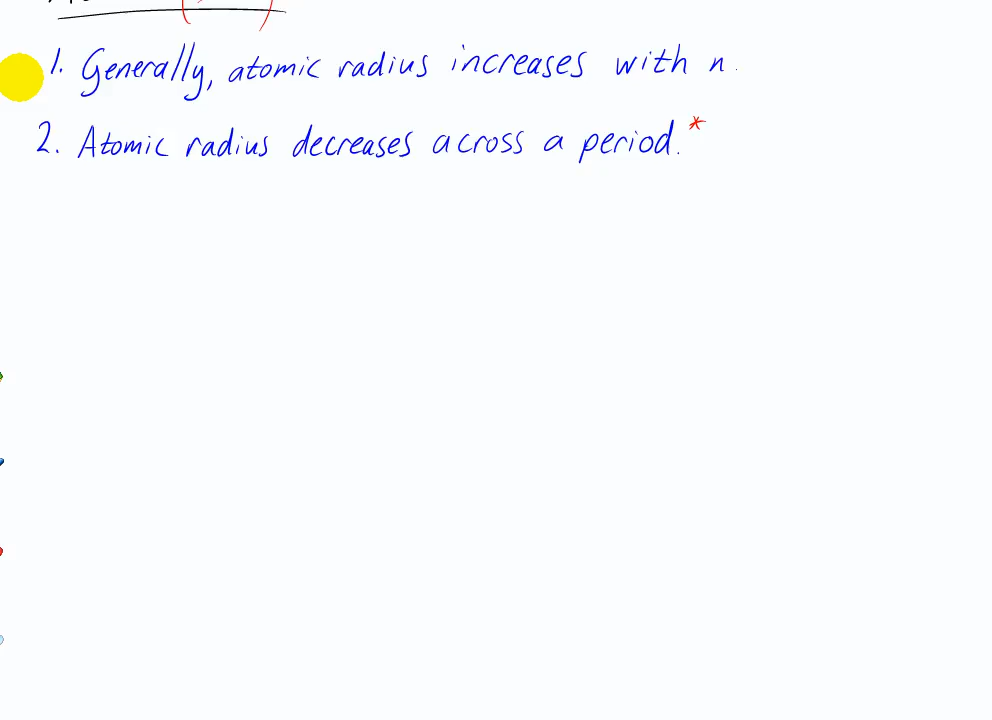 1. Generally, atomic radius increases with n.
2. Atomic radius decreases across a period.*